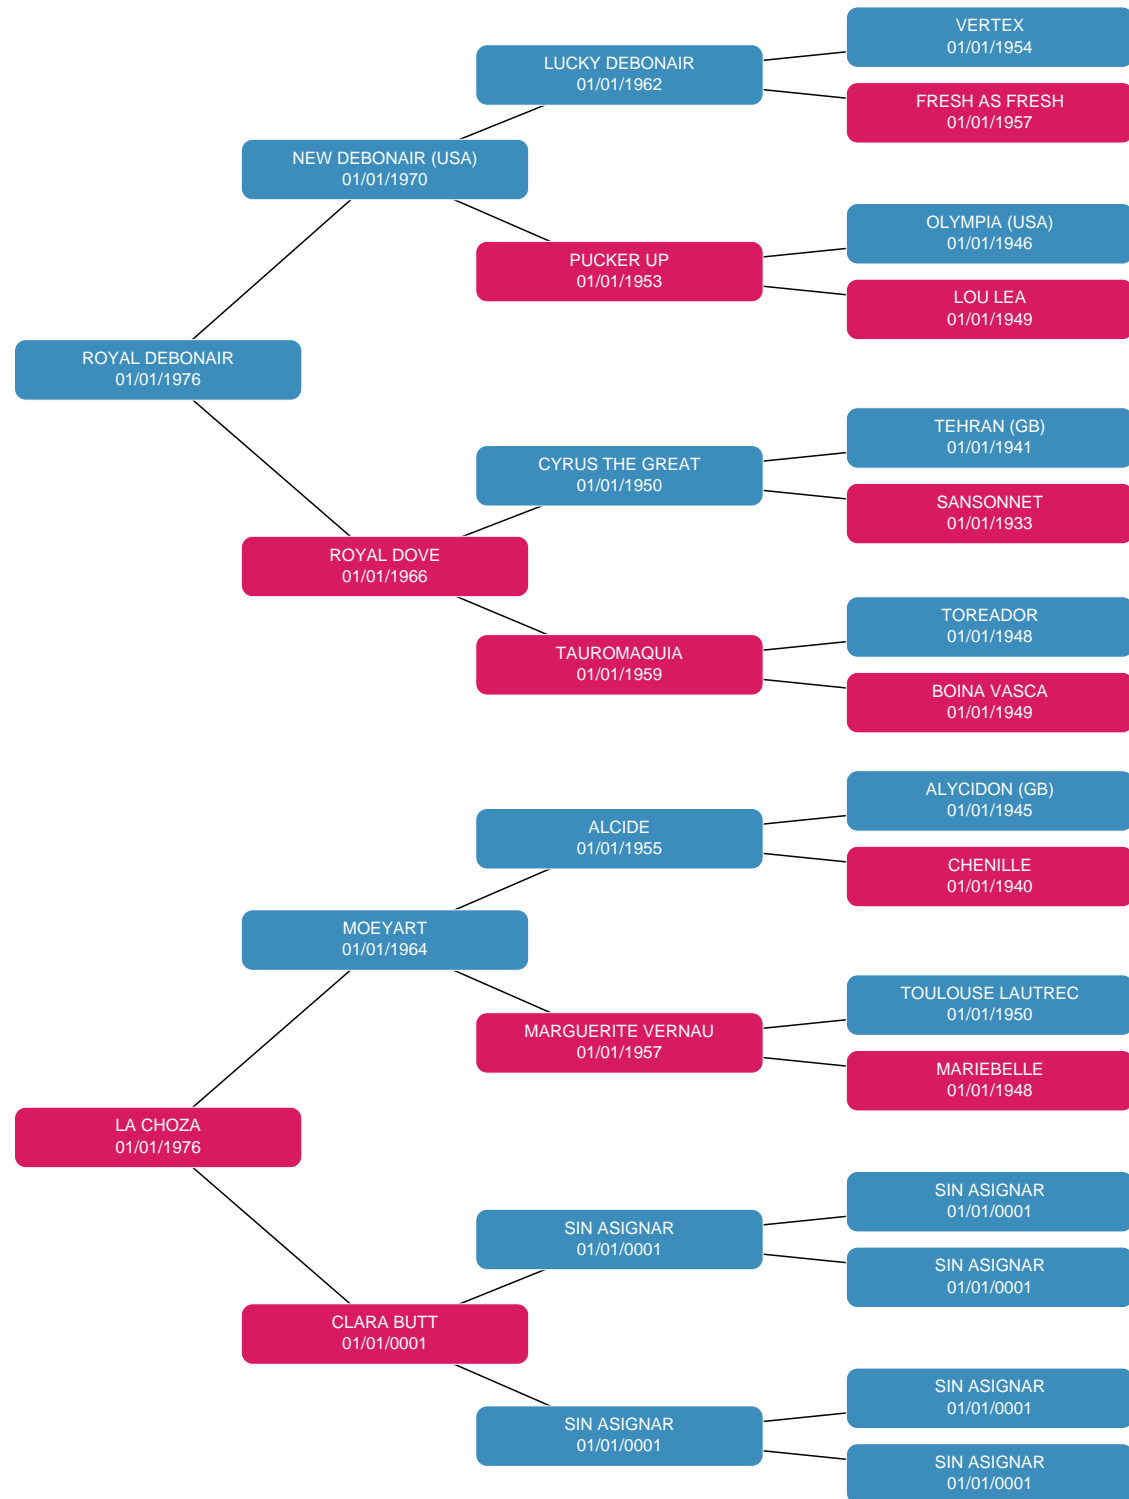 VERTEX
01/01/1954
LUCKY DEBONAIR
01/01/1962
FRESH AS FRESH
01/01/1957
NEW DEBONAIR (USA)
01/01/1970
OLYMPIA (USA)
01/01/1946
PUCKER UP
01/01/1953
LOU LEA
01/01/1949
ROYAL DEBONAIR
01/01/1976
TEHRAN (GB)
01/01/1941
CYRUS THE GREAT
01/01/1950
SANSONNET
01/01/1933
ROYAL DOVE
01/01/1966
TOREADOR
01/01/1948
TAUROMAQUIA
01/01/1959
BOINA VASCA
01/01/1949
ALYCIDON (GB)
01/01/1945
ALCIDE
01/01/1955
CHENILLE
01/01/1940
MOEYART
01/01/1964
TOULOUSE LAUTREC
01/01/1950
MARGUERITE VERNAU
01/01/1957
MARIEBELLE
01/01/1948
LA CHOZA
01/01/1976
SIN ASIGNAR
01/01/0001
SIN ASIGNAR
01/01/0001
SIN ASIGNAR
01/01/0001
CLARA BUTT
01/01/0001
SIN ASIGNAR
01/01/0001
SIN ASIGNAR
01/01/0001
SIN ASIGNAR
01/01/0001